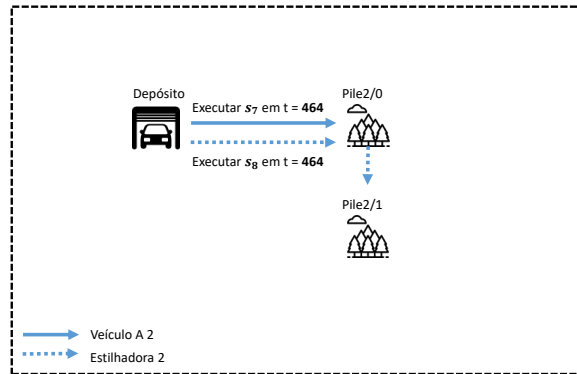 Depósito
Executar s₇ em t = 464
Pile2/0
Executar s₈ em t = 464
Pile2/1
Veículo A 2
Estilhadora 2